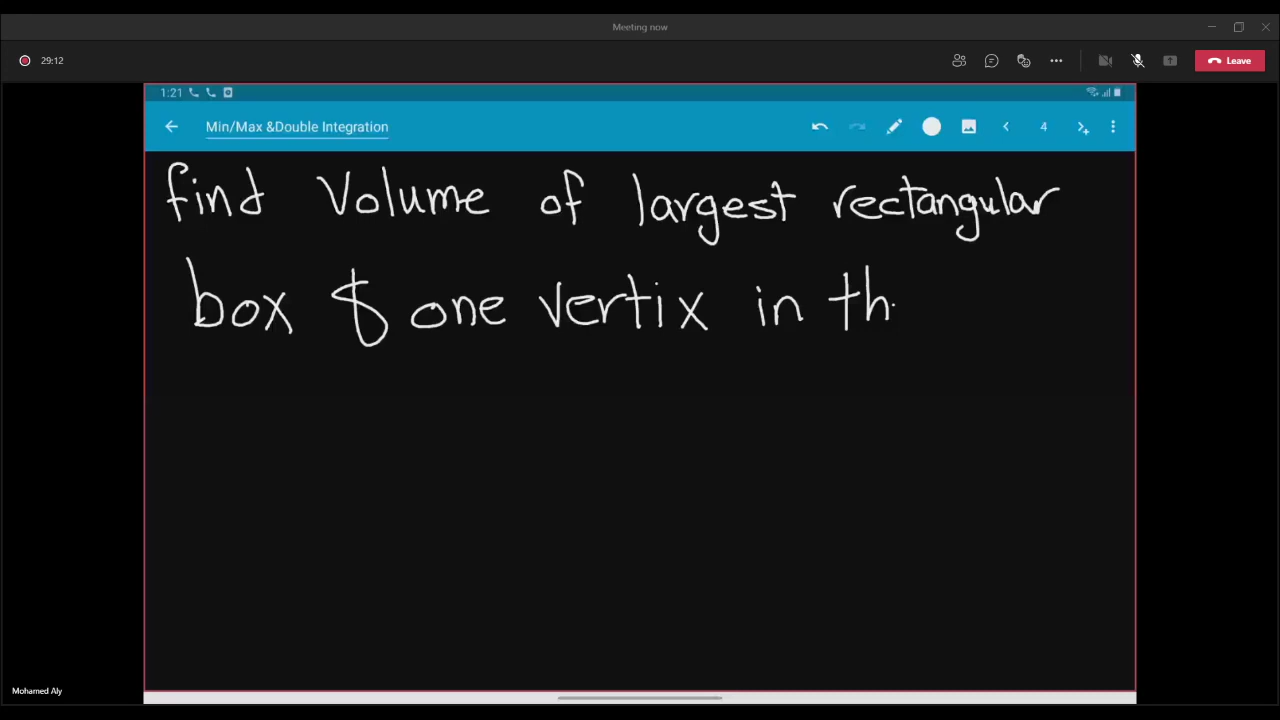 Meeting now
29:12
Leave
1:21
Min/Max &Double Integration
4
find Volume of largest rectangular
box & one vertix in th
Mohamed Aly